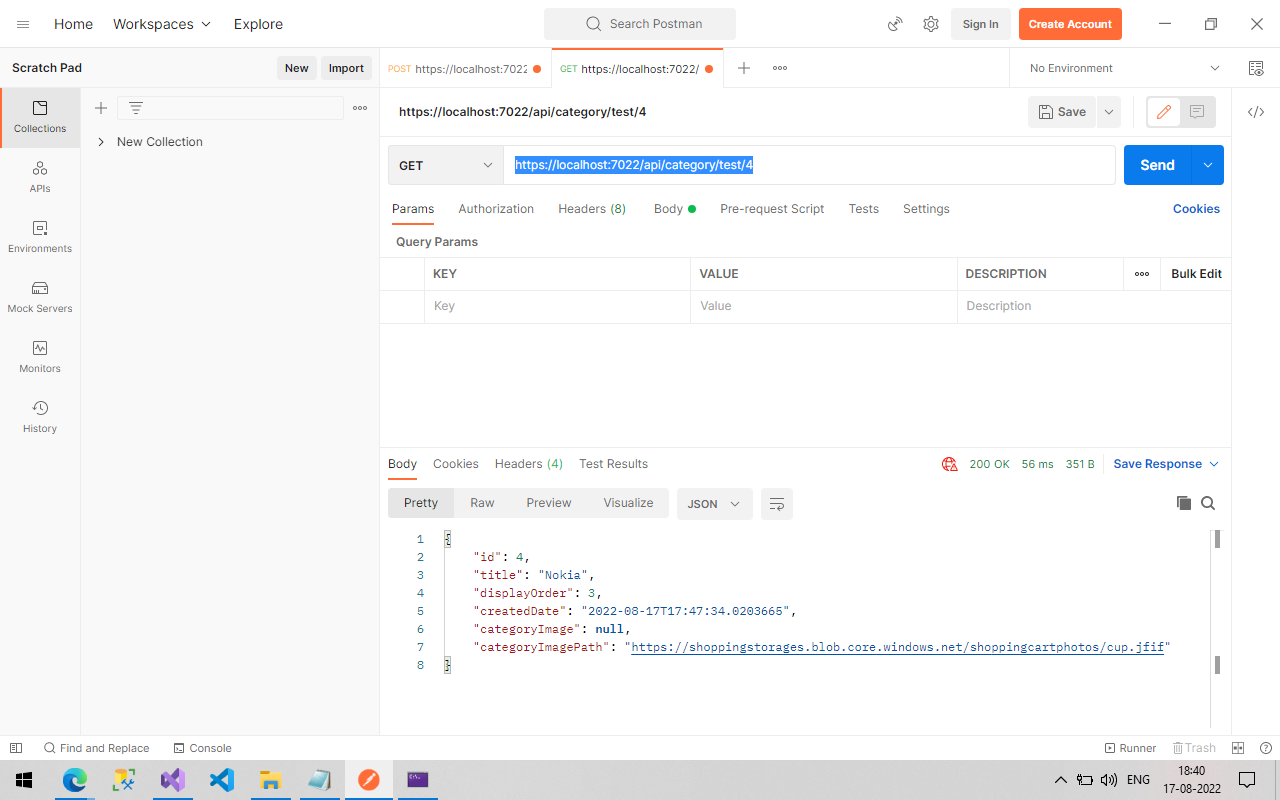 Home Workspaces Explore Search Postman Sign In Create Account
Scratch Pad New Import POST https://localhost:7022 GET https://localhost:7022/ No Environment
Collections
APIs
Environments
Mock Servers
Monitors
History
New Collection
https://localhost:7022/api/category/test/4 Save
GET https://localhost:7022/api/category/test/4 Send
Params Authorization Headers (8) Body Pre-request Script Tests Settings Cookies
Query Params
KEY VALUE DESCRIPTION Bulk Edit
Key Value Description
Body Cookies Headers (4) Test Results 200 OK 56 ms 351 B Save Response
Pretty Raw Preview Visualize JSON
1 {
2 "id": 4,
3 "title": "Nokia",
4 "displayOrder": 3,
5 "createdDate": "2022-08-17T17:47:34.0203665",
6 "categoryImage": null,
7 "categoryImagePath": "https://shoppingstorages.blob.core.windows.net/shoppingcartphotos/cup.jfif"
8 }
Find and Replace Console Runner Trash
ENG 18:40
17-08-2022